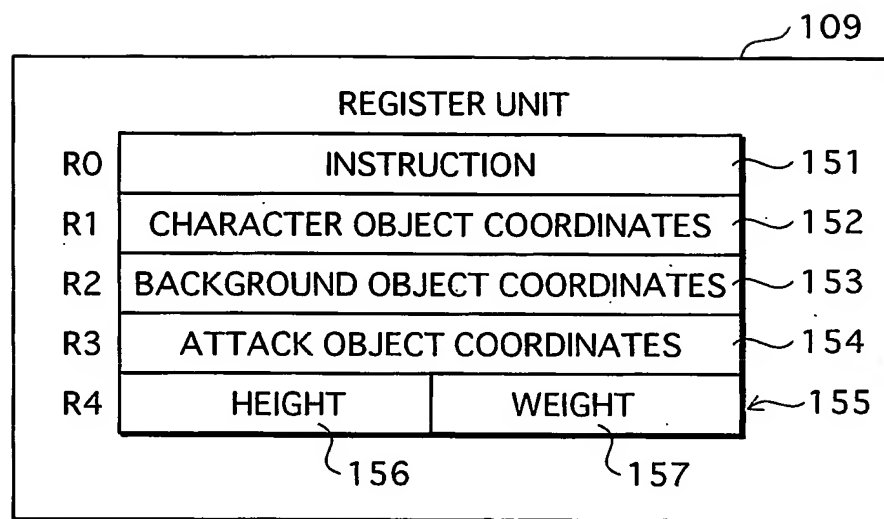 109
REGISTER UNIT
R0 INSTRUCTION 151
R1 CHARACTER OBJECT COORDINATES 152
R2 BACKGROUND OBJECT COORDINATES 153
R3 ATTACK OBJECT COORDINATES 154
R4 HEIGHT WEIGHT 155
156 157